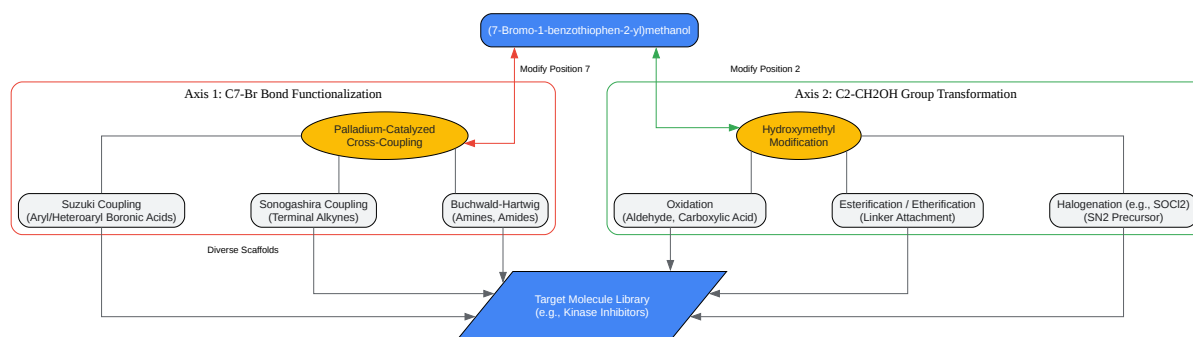 (7-Bromo-1-benzothiophen-2-yl)methanol
Modify Position 7
Modify Position 2
Axis 1: C7-Br Bond Functionalization
Palladium-Catalyzed
Cross-Coupling
Suzuki Coupling
(Aryl/Heteroaryl Boronic Acids)
Sonogashira Coupling
(Terminal Alkynes)
Buchwald-Hartwig
(Amines, Amides)
Axis 2: C2-CH2OH Group Transformation
Hydroxymethyl
Modification
Oxidation
(Aldehyde, Carboxylic Acid)
Esterification / Etherification
(Linker Attachment)
Halogenation (e.g., SOCl2)
(SN2 Precursor)
Diverse Scaffolds
Target Molecule Library
(e.g., Kinase Inhibitors)